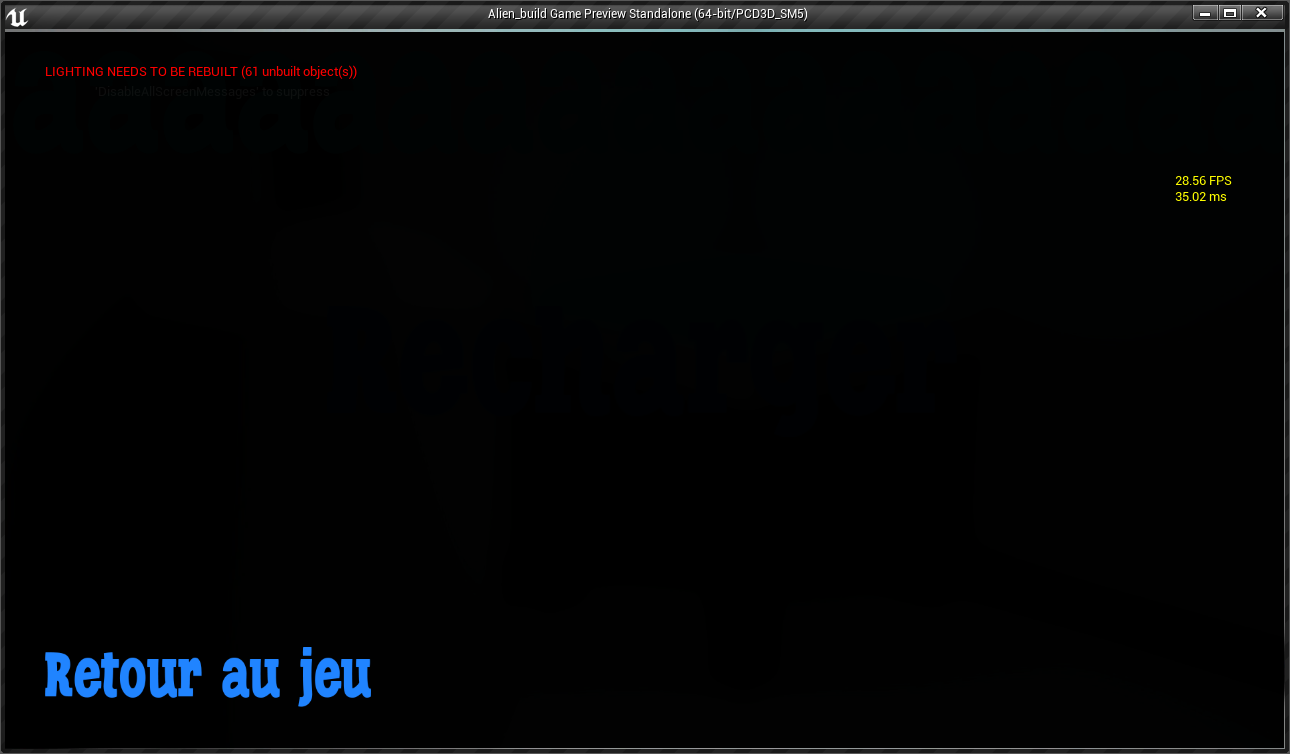 Alien_build Game Preview Standalone (64-bit/PCD3D_SM5)
LIGHTING NEEDS TO BE REBUILT (61 unbuilt object(s))
'DisableAllScreenMessages' to suppress
28.56 FPS
35.02 ms
Recharger
Retour au jeu